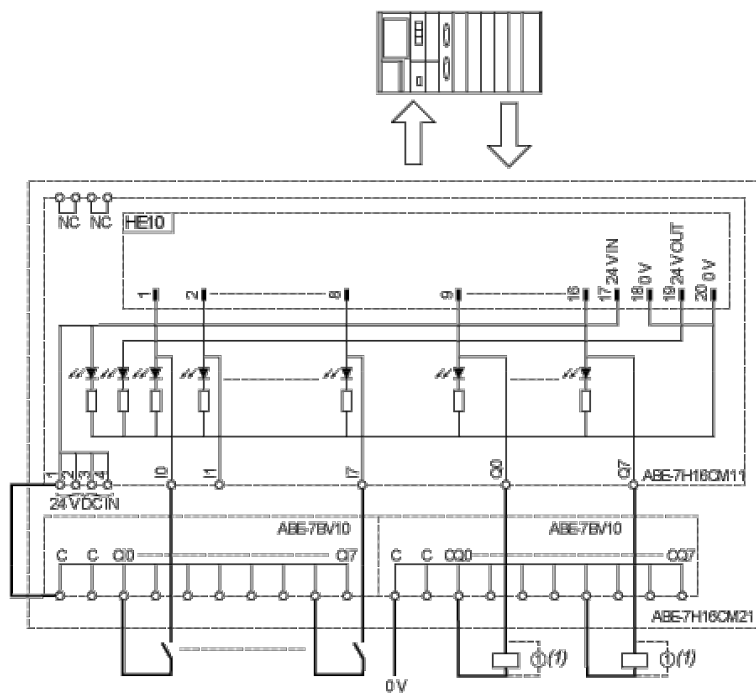 NC NC
HE10
1
2
8
9
16
17 24 V IN
18 0 V
19 24 V OUT
20 0 V
1 2 3 4
I0
I1
I7
Q0
Q7
ABE-7H16CM11
24 V DC IN
ABE-7BV10
ABE-7BV10
C C CI0 CI7
C C CQ0 CQ7
ABE-7H16CM21
(1)
(1)
0 V